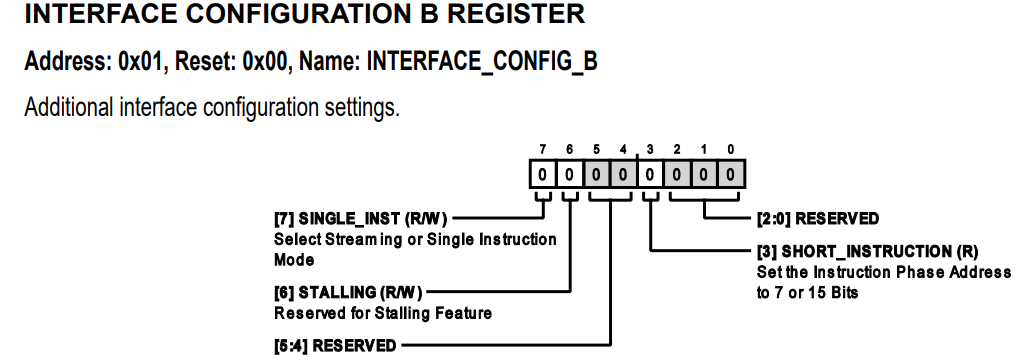 INTERFACE CONFIGURATION B REGISTER
Address: 0x01, Reset: 0x00, Name: INTERFACE_CONFIG_B
Additional interface configuration settings.
7 6 5 4 3 2 1 0
0 0 0 0 0 0 0 0
[7] SINGLE_INST (R/W)
Select Streaming or Single Instruction
Mode
[6] STALLING (R/W)
Reserved for Stalling Feature
[5:4] RESERVED
[2:0] RESERVED
[3] SHORT_INSTRUCTION (R)
Set the Instruction Phase Address
to 7 or 15 Bits